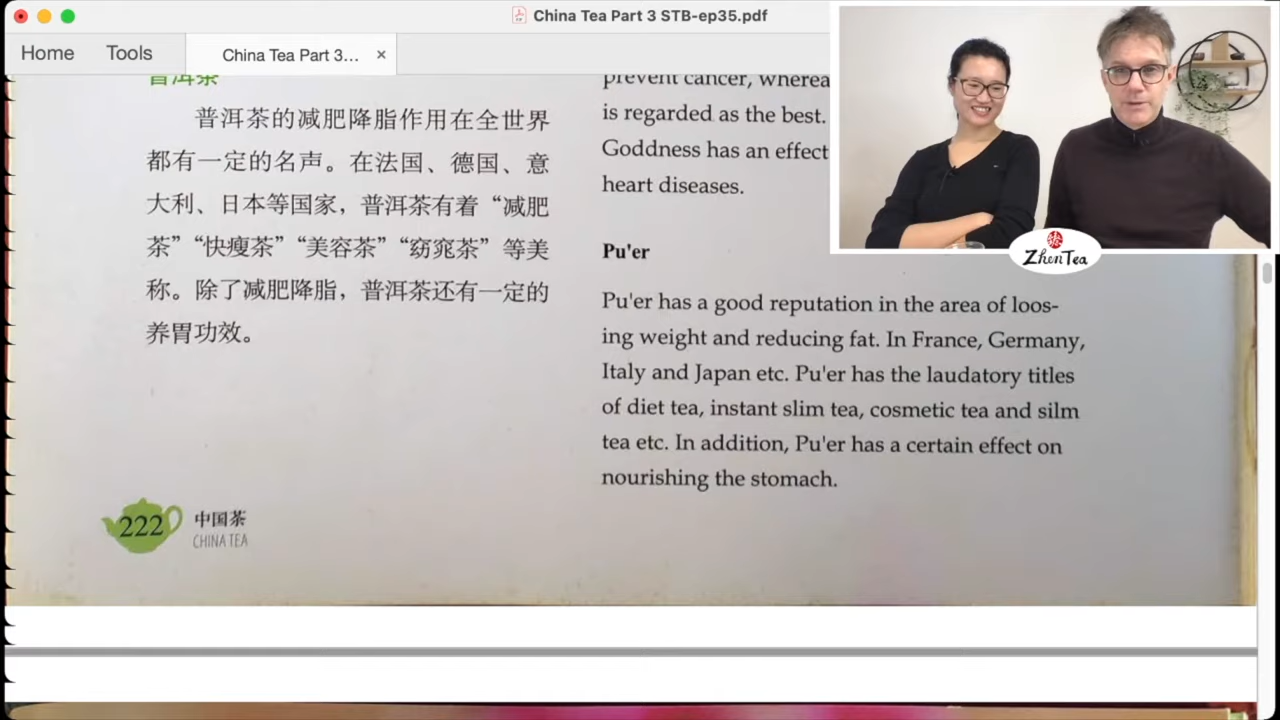 China Tea Part 3 STB-ep35.pdf
Home
Tools
China Tea Part 3...
×
普洱茶
普洱茶的减肥降脂作用在全世界
都有一定的名声。在法国、德国、意
大利、日本等国家，普洱茶有着“减肥
茶”“快瘦茶”“美容茶”“窈窕茶”等美
称。除了减肥降脂，普洱茶还有一定的
养胃功效。
222
中国茶
CHINA TEA
prevent cancer, wherea
is regarded as the best.
Goddness has an effect
heart diseases.
Pu'er
Pu'er has a good reputation in the area of loos-
ing weight and reducing fat. In France, Germany,
Italy and Japan etc. Pu'er has the laudatory titles
of diet tea, instant slim tea, cosmetic tea and silm
tea etc. In addition, Pu'er has a certain effect on
nourishing the stomach.
Zhen Tea